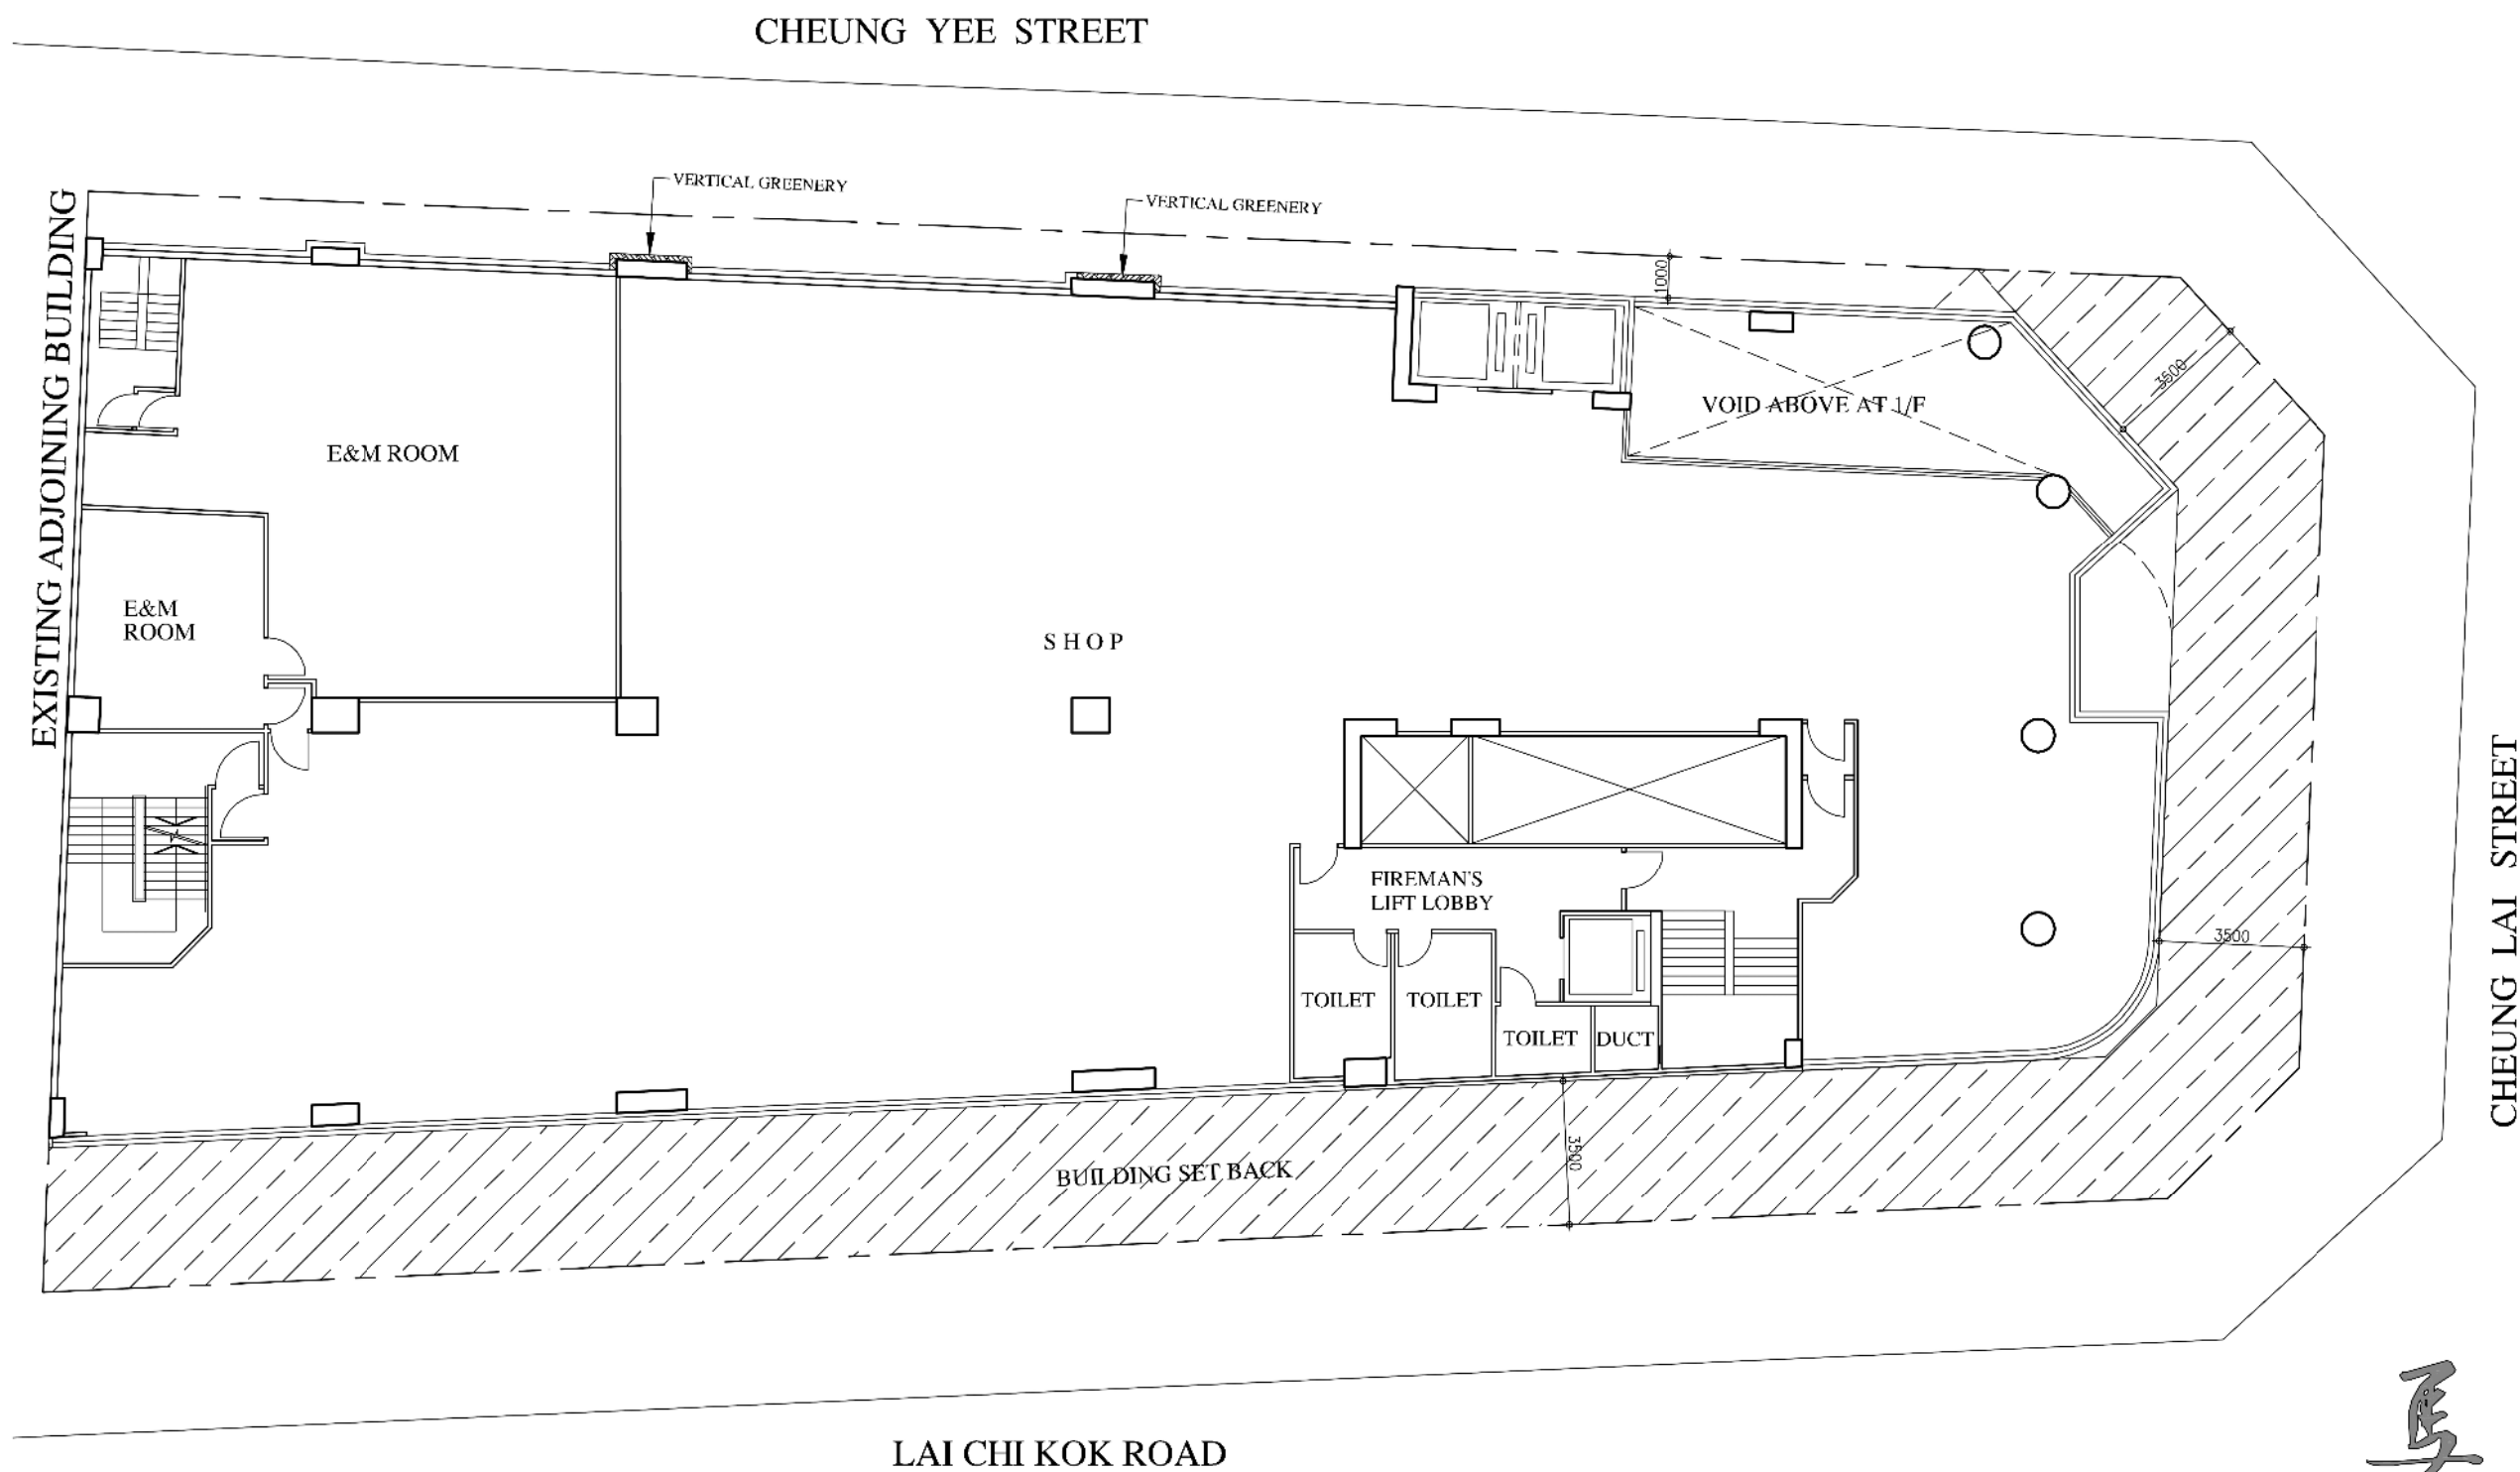 CHEUNG YEE STREET
VERTICAL GREENERY
VERTICAL GREENERY
EXISTING ADJOINING BUILDING
1000
3500
VOID ABOVE AT 1/F
E&M ROOM
E&M
ROOM
SHOP
CHEUNG LAI STREET
FIREMAN'S
LIFT LOBBY
3500
TOILET
TOILET
TOILET
DUCT
3500
BUILDING SET BACK
LAI CHI KOK ROAD
馬